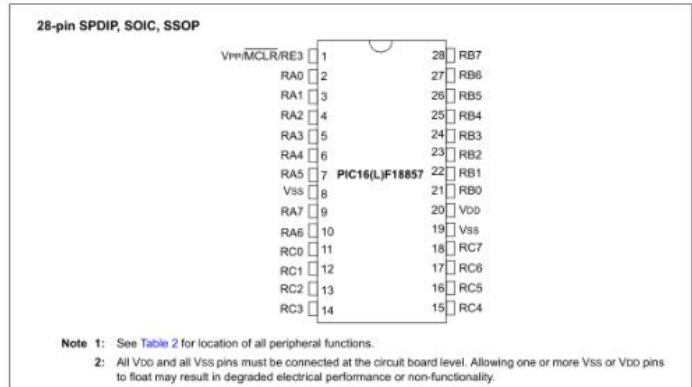 28-pin SPDIP, SOIC, SSOP
VPP/MCLR/RE3 1 28 RB7
RA0 2 27 RB6
RA1 3 26 RB5
RA2 4 25 RB4
RA3 5 24 RB3
RA4 6 23 RB2
RA5 7 PIC16(L)F18857 22 RB1
VSS 8 21 RB0
RA7 9 20 VDD
RA6 10 19 VSS
RC0 11 18 RC7
RC1 12 17 RC6
RC2 13 16 RC5
RC3 14 15 RC4
Note 1: See Table 2 for location of all peripheral functions.
2: All VDD and all VSS pins must be connected at the circuit board level. Allowing one or more VSS or VDD pins
to float may result in degraded electrical performance or non-functionality.